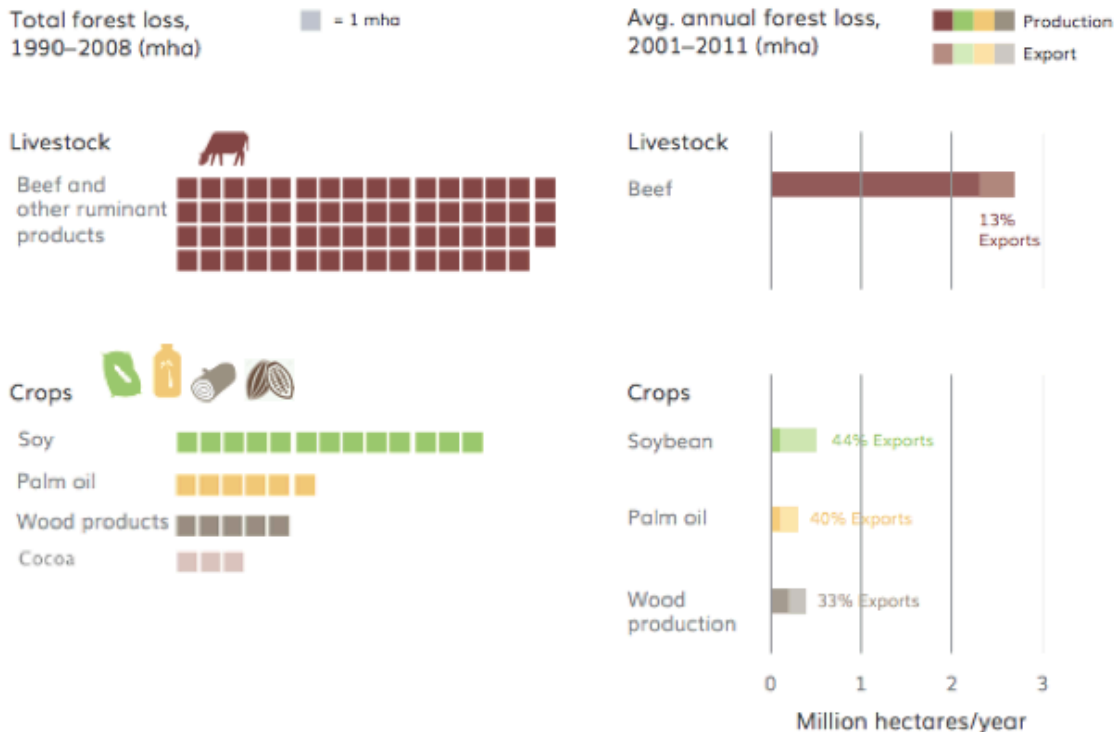 Total forest loss,
1990–2008 (mha)
= 1 mha
Livestock
Beef and
other ruminant
products
Crops
Soy
Palm oil
Wood products
Cocoa
Avg. annual forest loss,
2001–2011 (mha)
Production
Export
Livestock
Beef
13%
Exports
Crops
Soybean
44% Exports
Palm oil
40% Exports
Wood
production
33% Exports
0 1 2 3
Million hectares/year